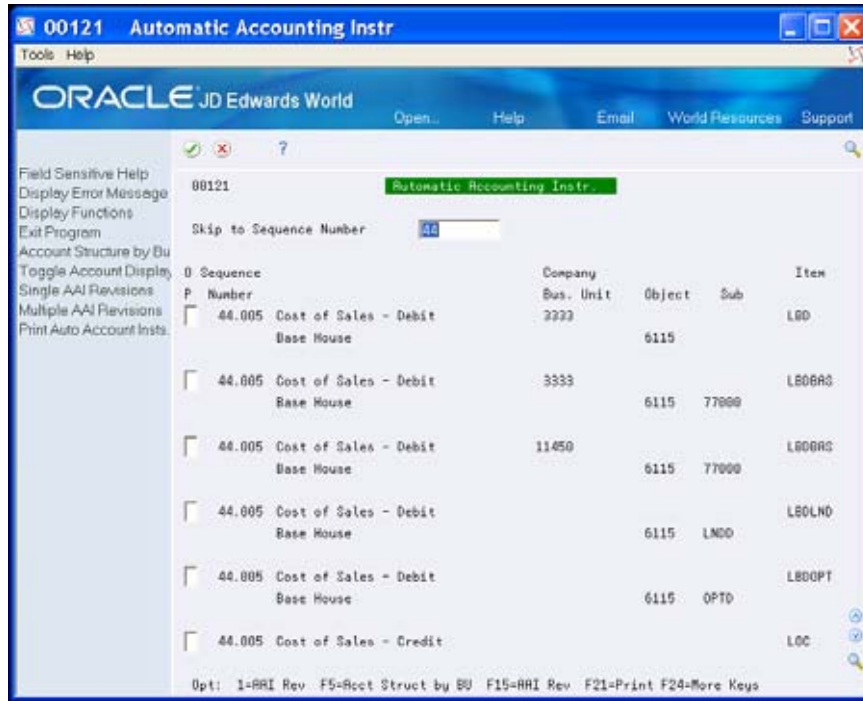 00121 Automatic Accounting Instr
Tools Help
ORACLE JD Edwards World
Open... Help Email World Resources Support
?
Field Sensitive Help
Display Error Message
Display Functions
Exit Program
Account Structure by Bu
Toggle Account Display
Single AAI Revisions
Multiple AAI Revisions
Print Auto Account Insts.
00121 Automatic Accounting Instr.
Skip to Sequence Number 44
O Sequence Company Item
P Number Bus. Unit Object Sub
44.005 Cost of Sales - Debit 3333 LBD
Base House 6115
44.005 Cost of Sales - Debit 3333 LBDBAS
Base House 6115 77000
44.005 Cost of Sales - Debit 11450 LBDBAS
Base House 6115 77000
44.005 Cost of Sales - Debit LBDLND
Base House 6115 LNDD
44.005 Cost of Sales - Debit LBDOPT
Base House 6115 OPTD
44.005 Cost of Sales - Credit LOC
Opt: 1=AAI Rev F5=Acct Struct by BU F15=AAI Rev F21=Print F24=More Keys